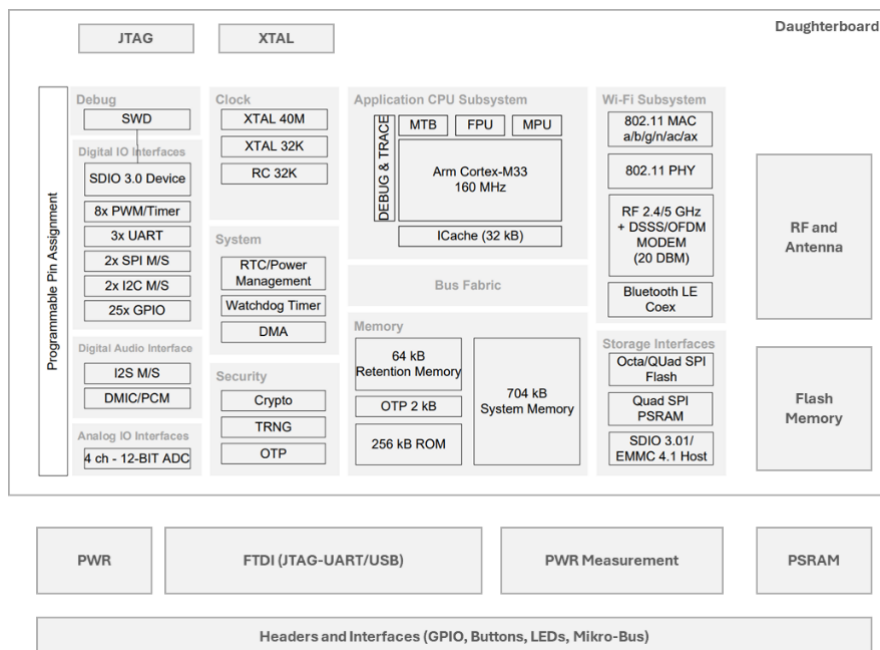 Daughterboard
JTAG
XTAL
Programmable Pin Assignment
Debug
SWD
Digital IO Interfaces
SDIO 3.0 Device
8x PWM/Timer
3x UART
2x SPI M/S
2x I2C M/S
25x GPIO
Digital Audio Interface
I2S M/S
DMIC/PCM
Analog IO Interfaces
4 ch - 12-BIT ADC
Clock
XTAL 40M
XTAL 32K
RC 32K
System
RTC/Power
Management
Watchdog Timer
DMA
Security
Crypto
TRNG
OTP
Application CPU Subsystem
DEBUG & TRACE
MTB
FPU
MPU
Arm Cortex-M33
160 MHz
ICache (32 kB)
Bus Fabric
Memory
64 kB
Retention Memory
OTP 2 kB
256 kB ROM
704 kB
System Memory
Wi-Fi Subsystem
802.11 MAC
a/b/g/n/ac/ax
802.11 PHY
RF 2.4/5 GHz
+ DSSS/OFDM
MODEM
(20 DBM)
Bluetooth LE
Coex
Storage Interfaces
Octa/QUad SPI
Flash
Quad SPI
PSRAM
SDIO 3.01/
EMMC 4.1 Host
RF and
Antenna
Flash
Memory
PWR
FTDI (JTAG-UART/USB)
PWR Measurement
PSRAM
Headers and Interfaces (GPIO, Buttons, LEDs, Mikro-Bus)